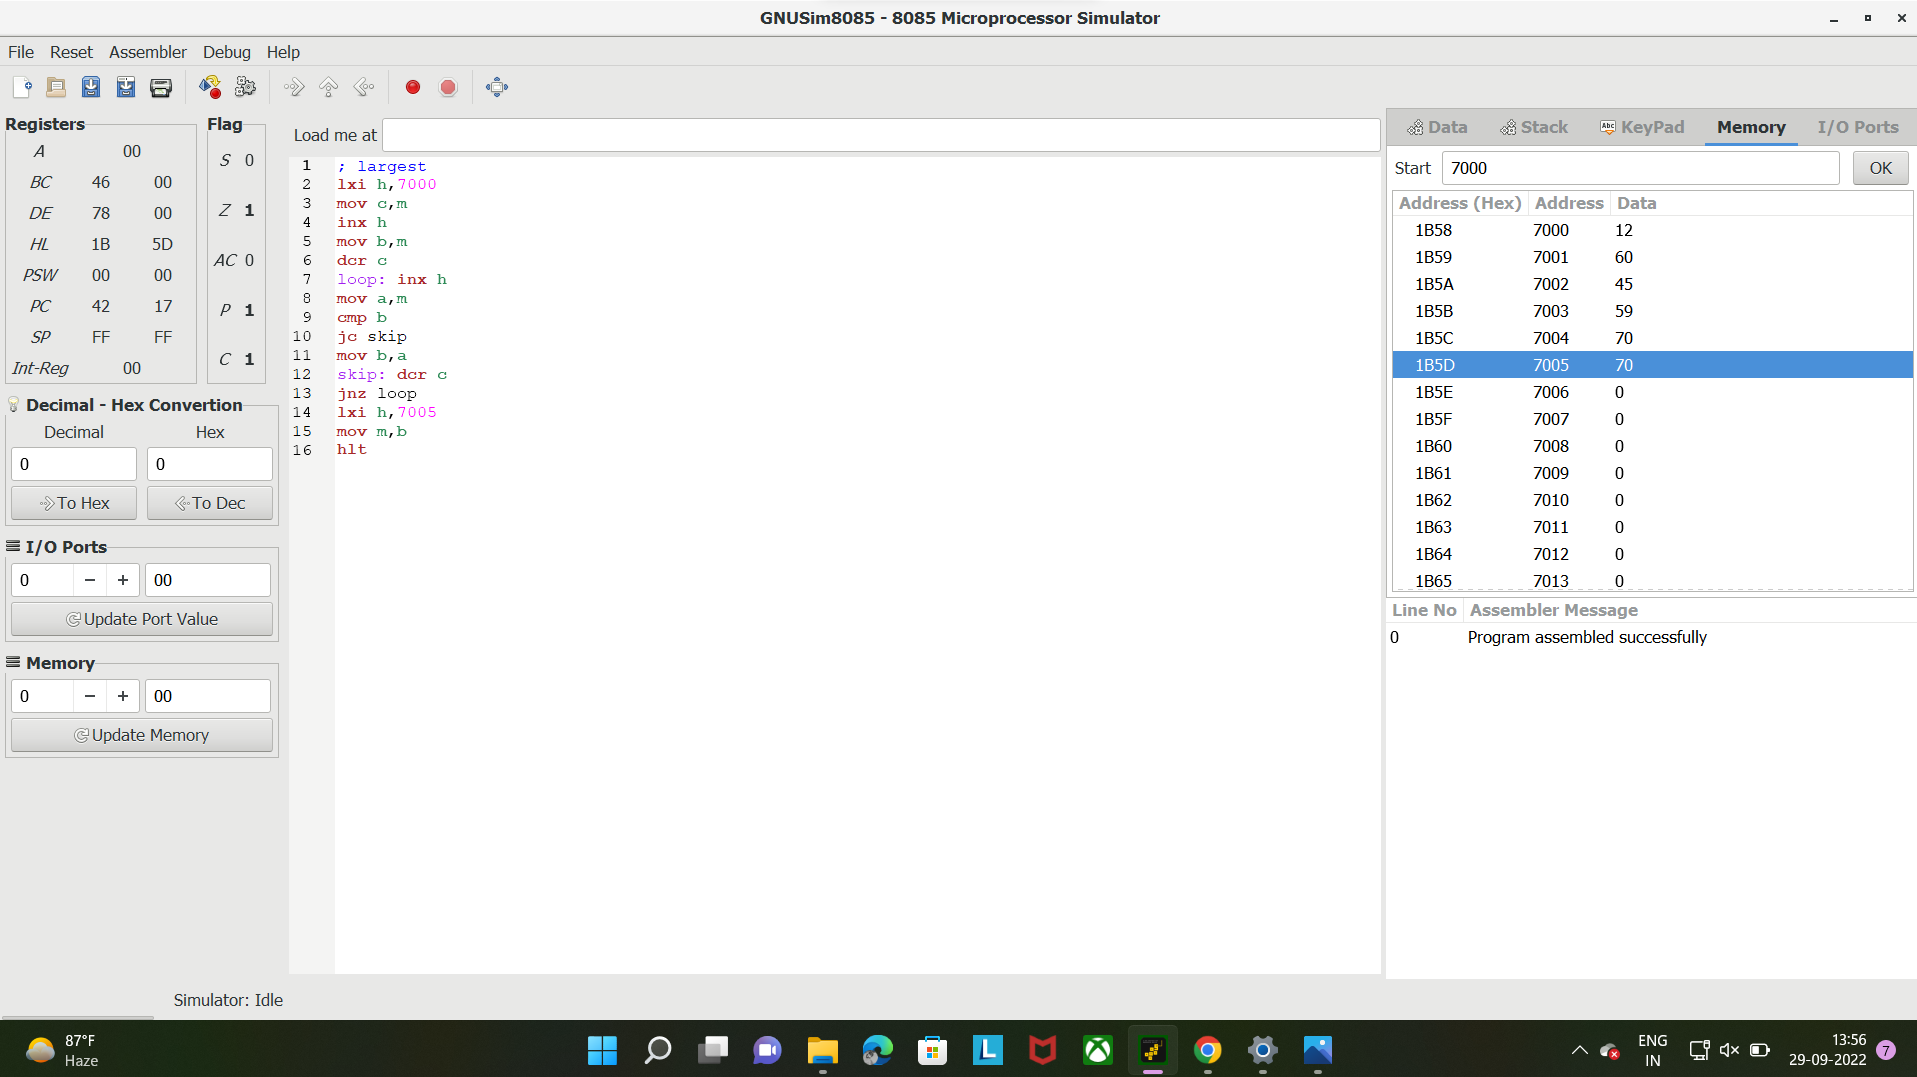 GNUSim8085 - 8085 Microprocessor Simulator
File Reset Assembler Debug Help
Registers
A 00
BC 46 00
DE 78 00
HL 1B 5D
PSW 00 00
PC 42 17
SP FF FF
Int-Reg 00
Flag
S 0
Z 1
AC 0
P 1
C 1
Decimal - Hex Convertion
Decimal Hex
0 0
To Hex To Dec
I/O Ports
0 − + 00
Update Port Value
Memory
0 − + 00
Update Memory
Load me at
1 ; largest
2 lxi h,7000
3 mov c,m
4 inx h
5 mov b,m
6 dcr c
7 loop: inx h
8 mov a,m
9 cmp b
10 jc skip
11 mov b,a
12 skip: dcr c
13 jnz loop
14 lxi h,7005
15 mov m,b
16 hlt
Data Stack Abc KeyPad Memory I/O Ports
Start 7000 OK
Address (Hex) Address Data
1B58 7000 12
1B59 7001 60
1B5A 7002 45
1B5B 7003 59
1B5C 7004 70
1B5D 7005 70
1B5E 7006 0
1B5F 7007 0
1B60 7008 0
1B61 7009 0
1B62 7010 0
1B63 7011 0
1B64 7012 0
1B65 7013 0
Line No Assembler Message
0 Program assembled successfully
Simulator: Idle
87°F
Haze
L
ENG
IN
13:56
29-09-2022
7